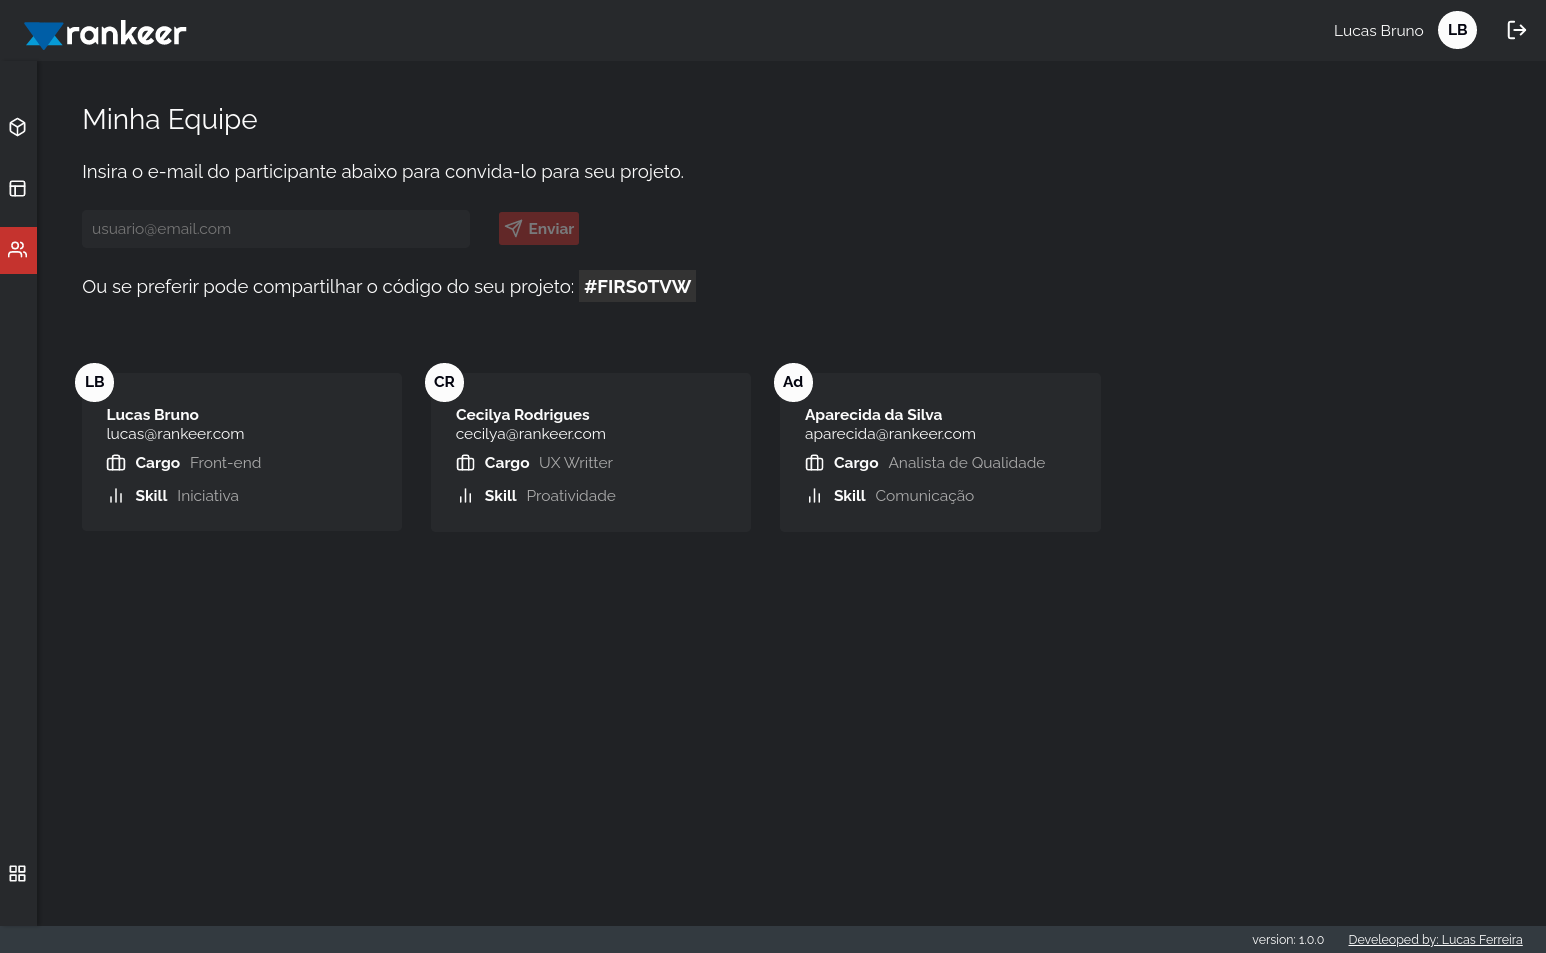 rankeer
Lucas Bruno LB
Minha Equipe
Insira o e-mail do participante abaixo para convida-lo para seu projeto.
usuario@email.com
Enviar
Ou se preferir pode compartilhar o código do seu projeto: #FIRS0TVW
LB
Lucas Bruno
lucas@rankeer.com
Cargo Front-end
Skill Iniciativa
CR
Cecilya Rodrigues
cecilya@rankeer.com
Cargo UX Writter
Skill Proatividade
Ad
Aparecida da Silva
aparecida@rankeer.com
Cargo Analista de Qualidade
Skill Comunicação
version: 1.0.0
Develeoped by: Lucas Ferreira